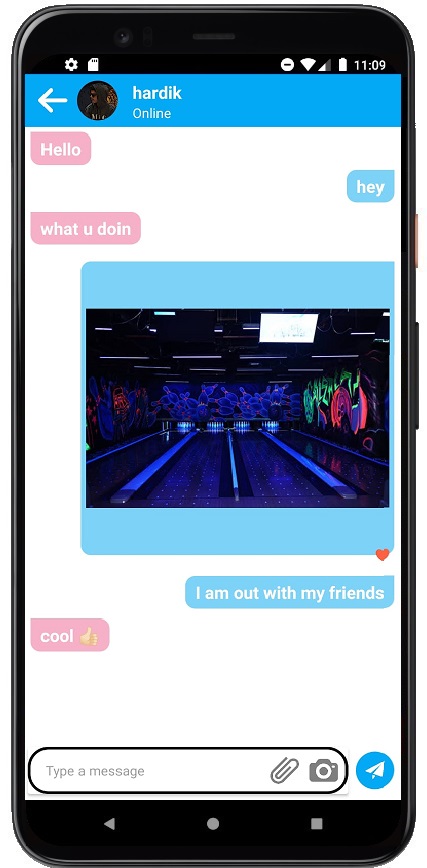 11:09
hardik
Online
Hello
hey
what u doin
I am out with my friends
cool 👍
Type a message